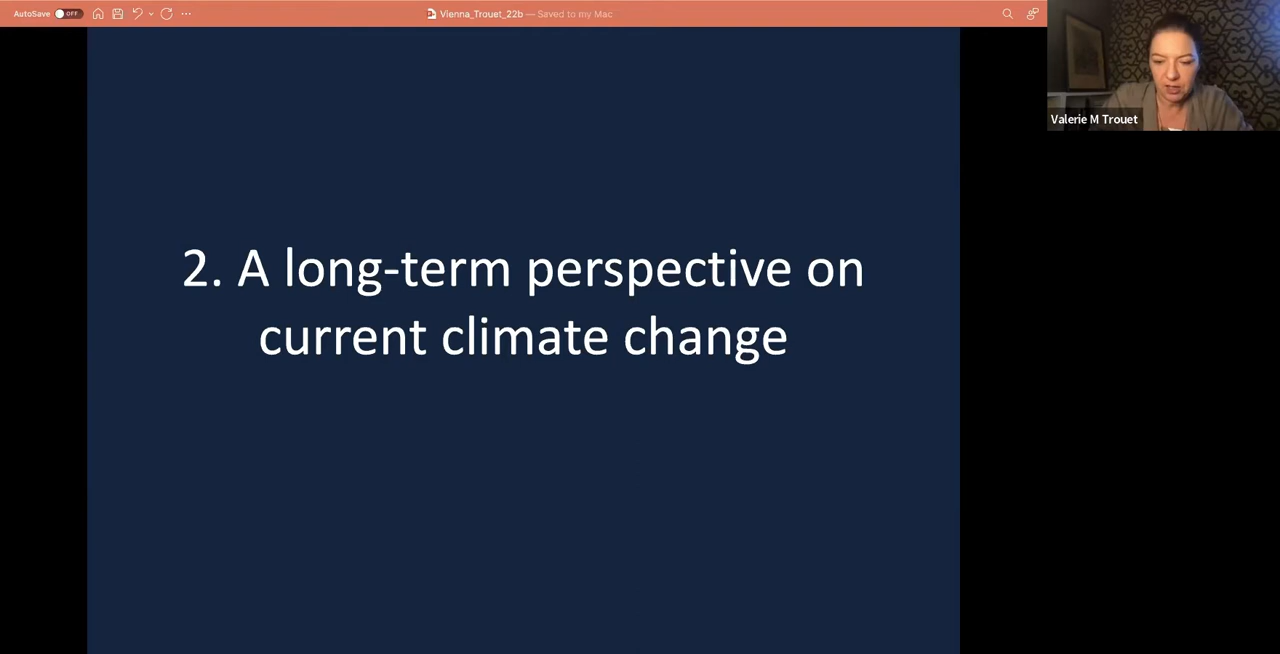 AutoSave OFF
Vienna_Trouet_22b — Saved to my Mac
Valerie M Trouet
2. A long-term perspective on
current climate change